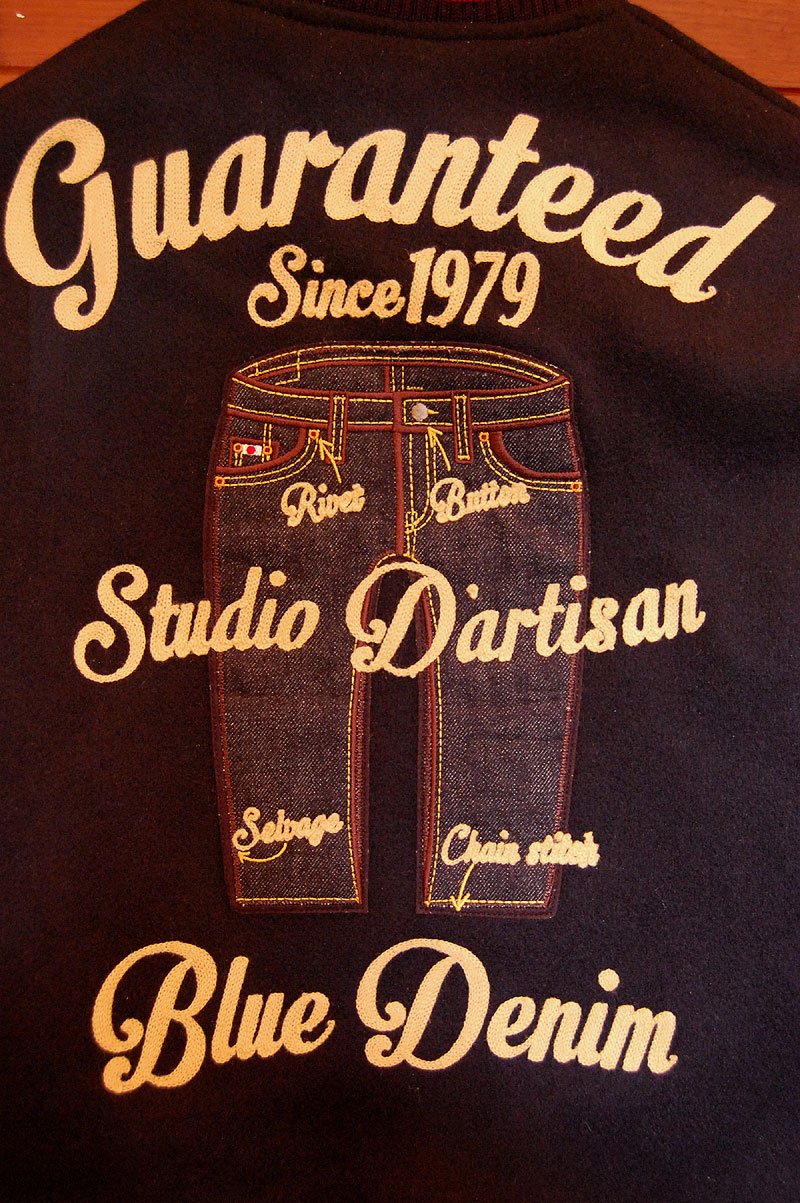 Guaranteed
Since 1979
Rivet Button
Studio D'artisan
Selvage
Chain stitch
Blue Denim